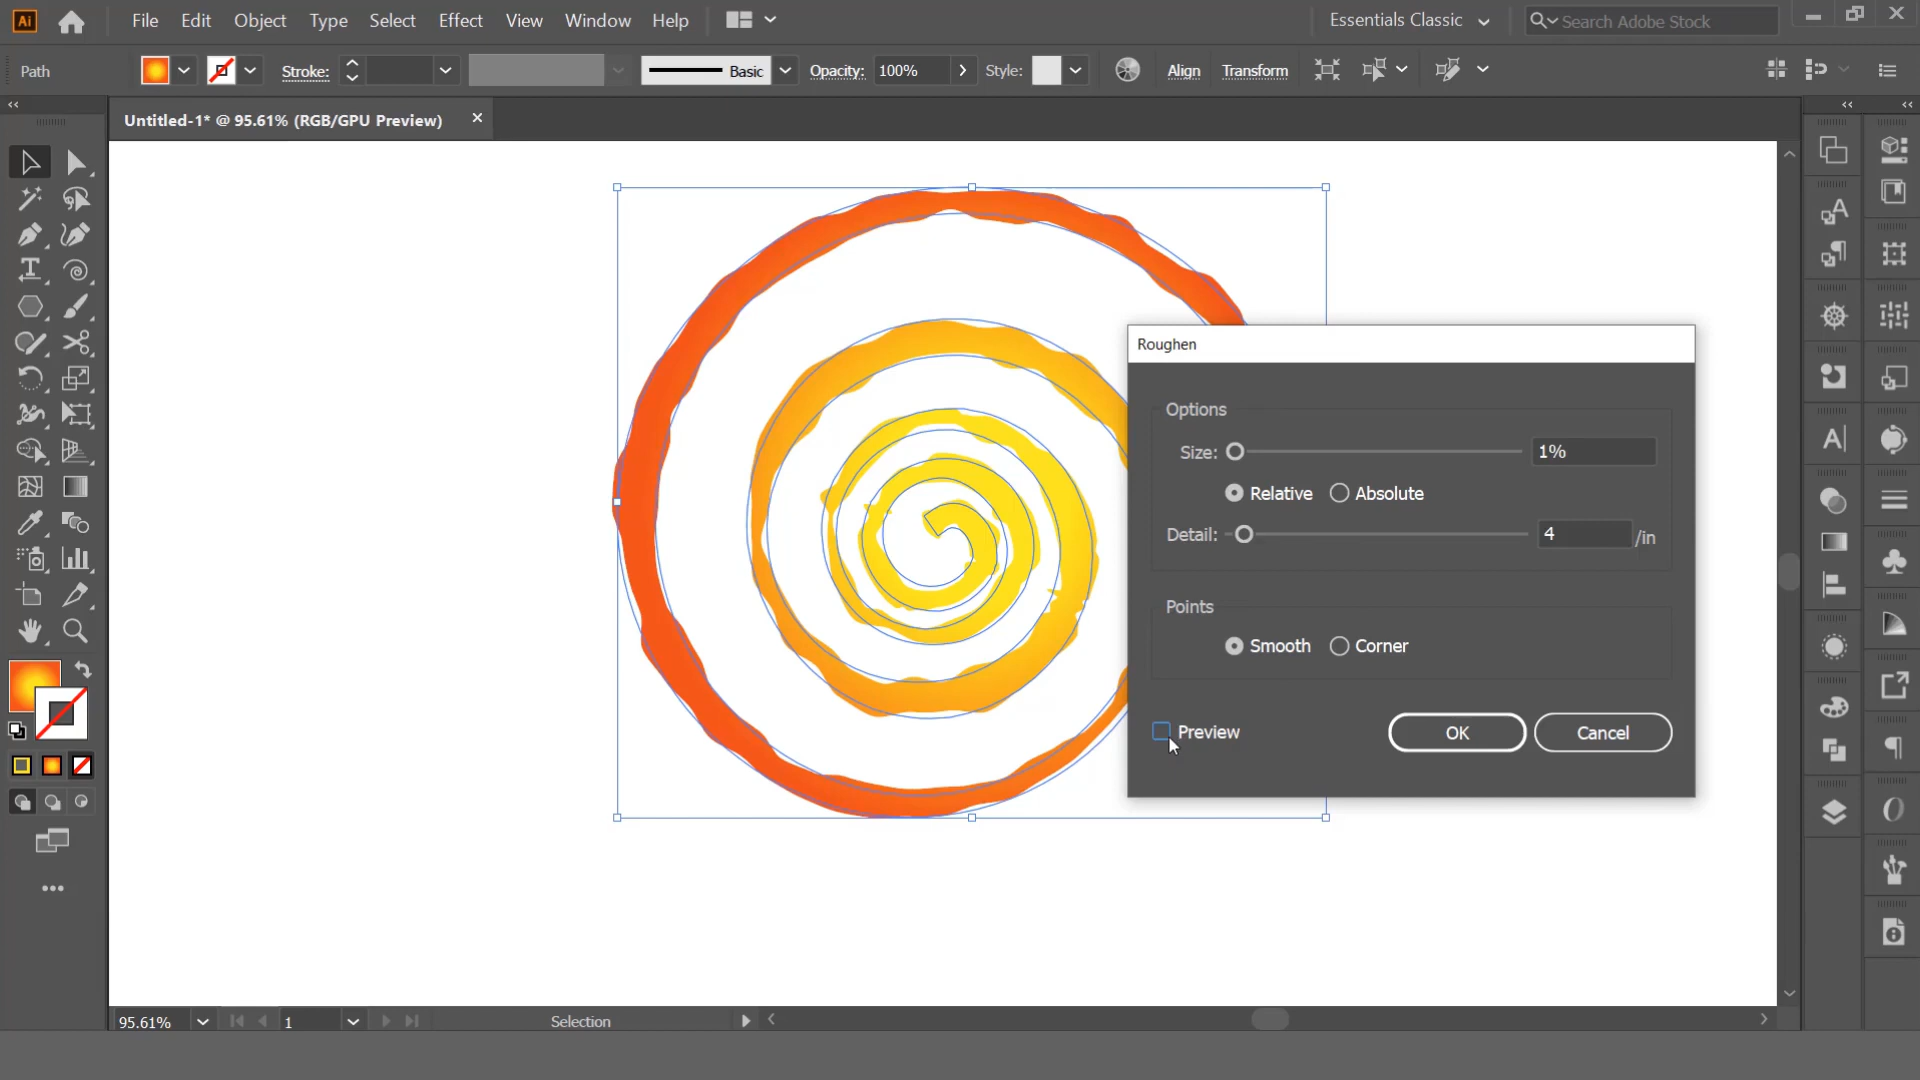 Ai File Edit Object Type Select Effect View Window Help Essentials Classic Search Adobe Stock
Path Stroke: Basic Opacity: 100% Style: Align Transform
Untitled-1* @ 95.61% (RGB/GPU Preview)
Roughen
Options
Size: 1%
Relative Absolute
Detail: 4 /in
Points
Smooth Corner
Preview OK Cancel
95.61% 1 Selection